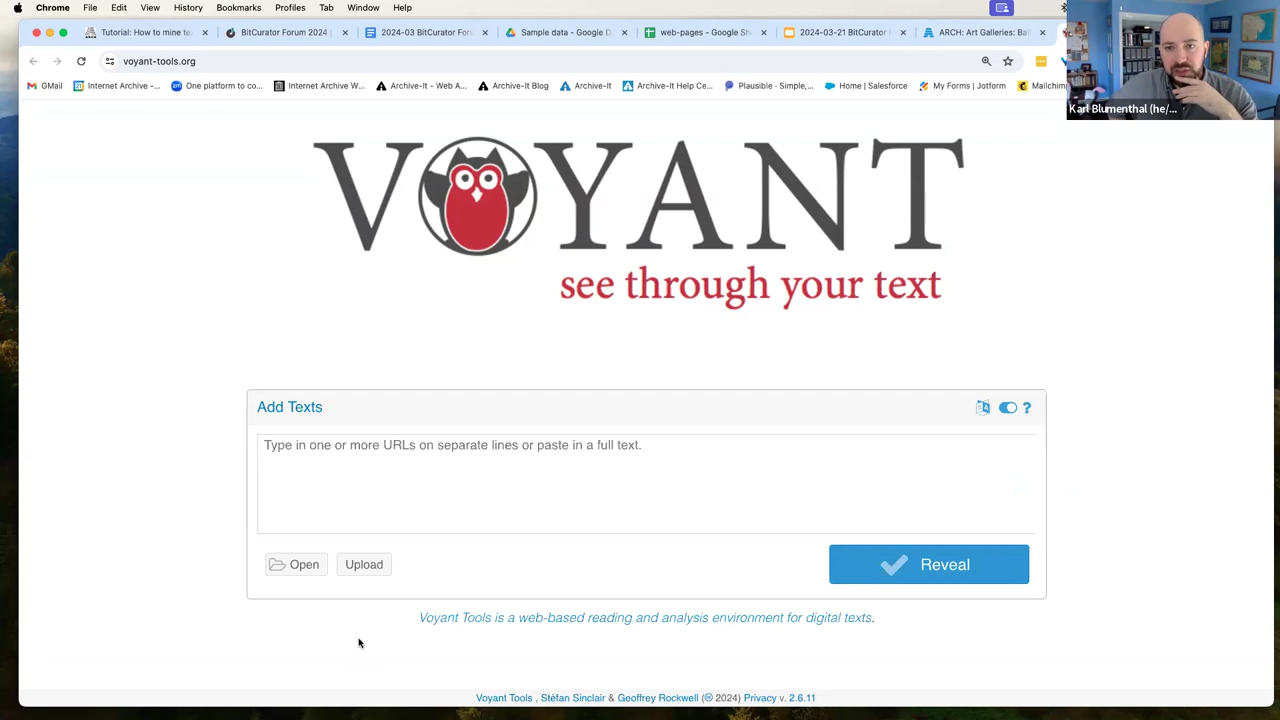 Chrome File Edit View History Bookmarks Profiles Tab Window Help
Tutorial: How to mine te
BitCurator Forum 2024 |
2024-03 BitCurator Foru
Sample data - Google D
web-pages - Google She
2024-03-21 BitCurator
ARCH: Art Galleries: Bal
voyant-tools.org
GMail
Internet Archive -...
One platform to co...
Internet Archive W...
Archive-It - Web A...
Archive-It Blog
Archive-It
Archive-It Help Ce...
Plausible - Simple,...
Home | Salesforce
My Forms | Jotform
Mailchim
Karl Blumenthal (he/...
VOYANT
see through your text
Add Texts
?
Type in one or more URLs on separate lines or paste in a full text.
Open Upload
Reveal
Voyant Tools is a web-based reading and analysis environment for digital texts.
Voyant Tools , Stéfan Sinclair & Geoffrey Rockwell (🅭 2024) Privacy v. 2.6.11